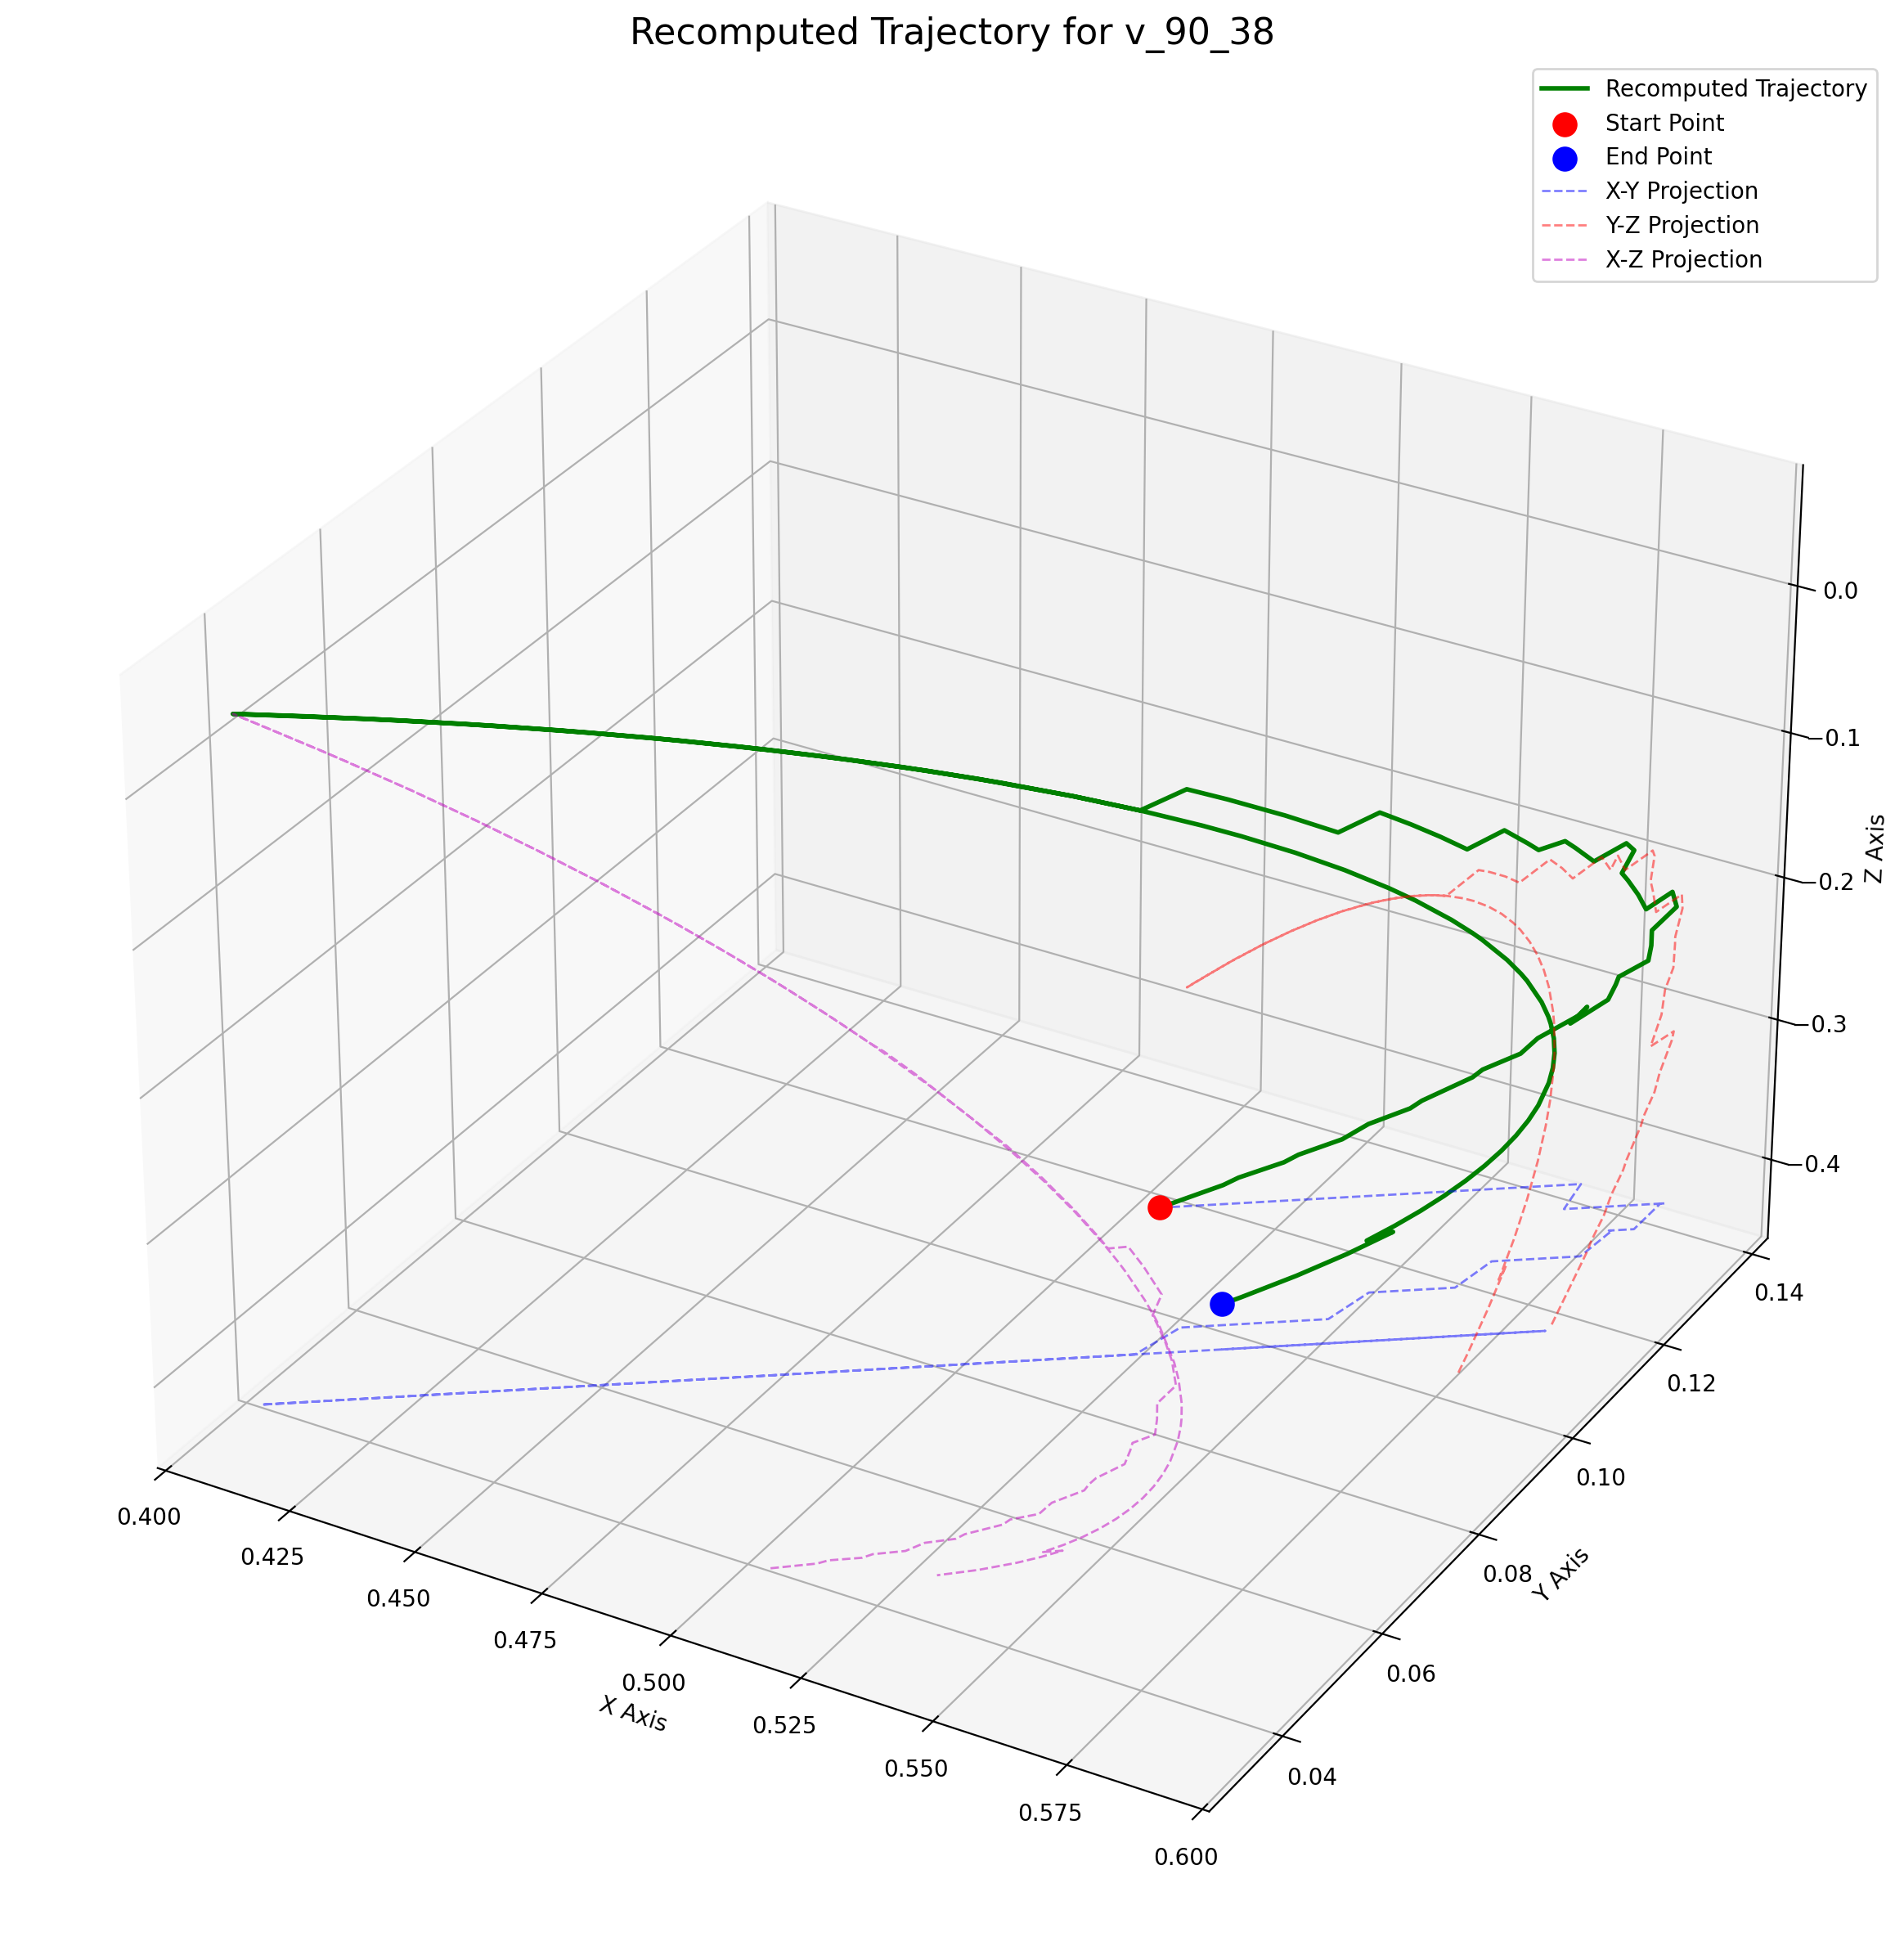 Recomputed Trajectory for v_90_38
Recomputed Trajectory
Start Point
End Point
X-Y Projection
Y-Z Projection
X-Z Projection
0.0
−0.1
−0.2
−0.3
−0.4
Z Axis
0.14
0.12
0.10
0.08
0.06
0.04
Y Axis
0.400
0.425
0.450
0.475
0.500
0.525
0.550
0.575
0.600
X Axis